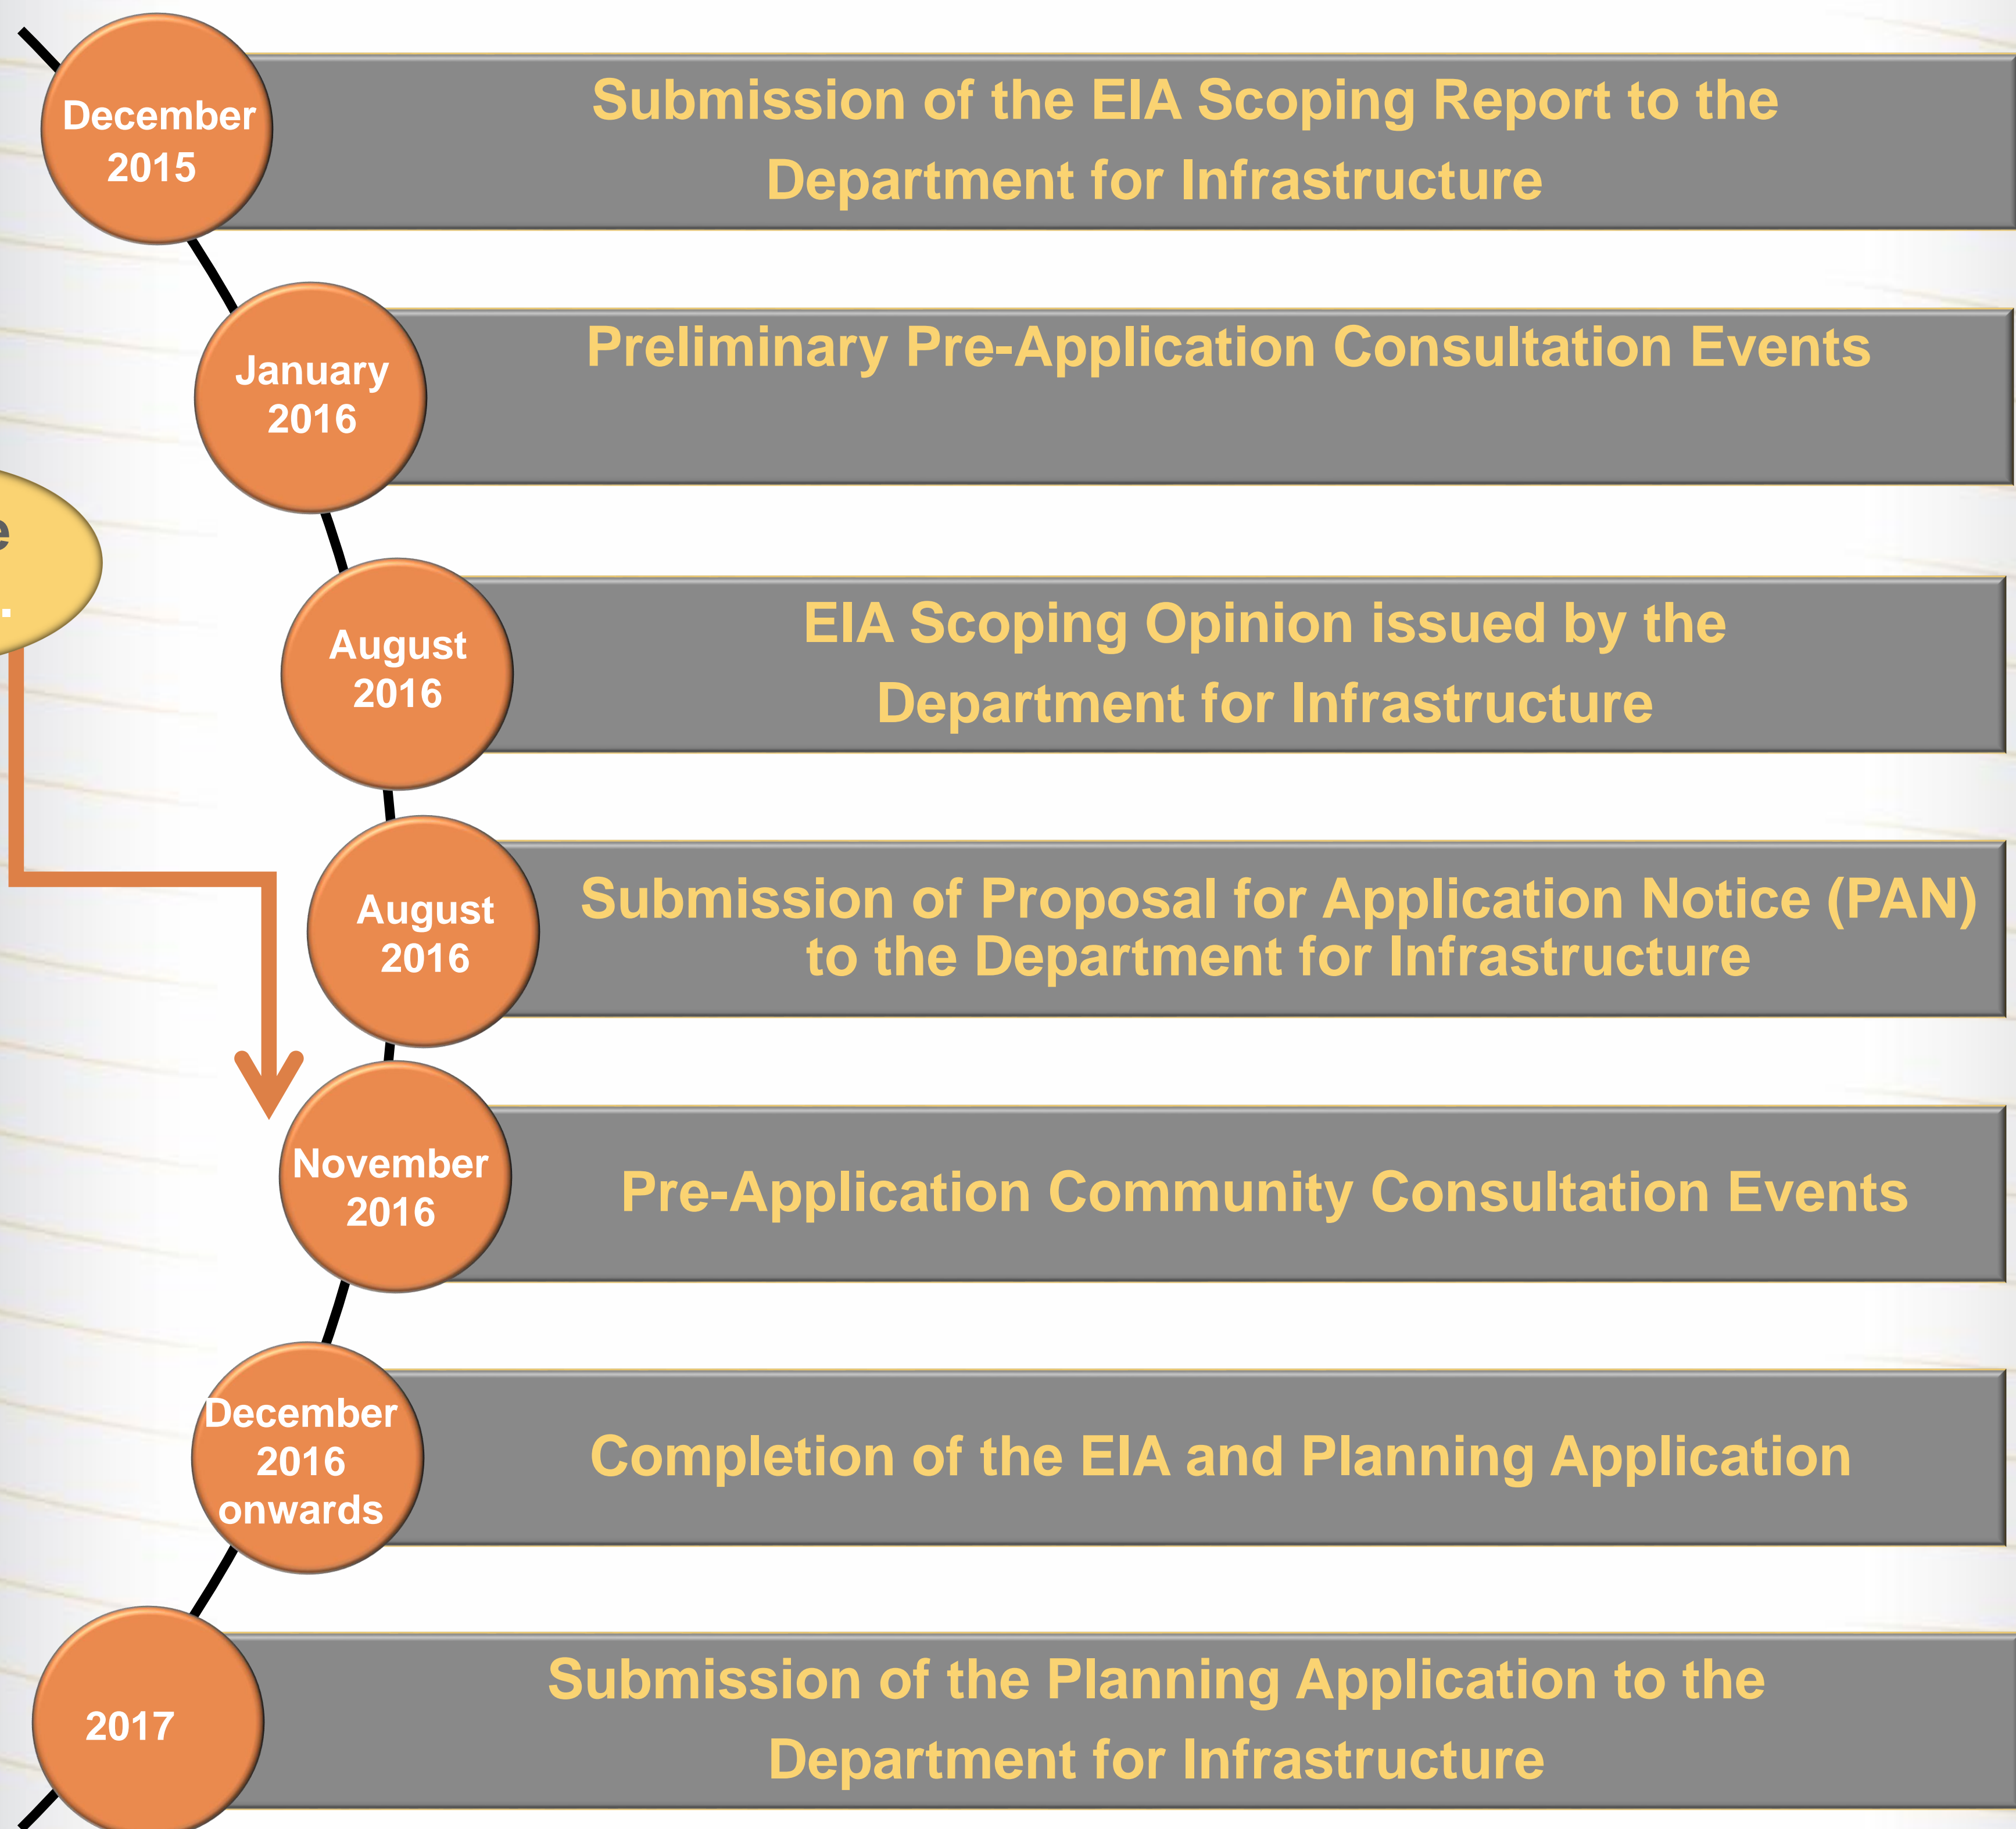 December
2015
Submission of the EIA Scoping Report to the
Department for Infrastructure
January
2016
Preliminary Pre-Application Consultation Events
August
2016
EIA Scoping Opinion issued by the
Department for Infrastructure
August
2016
Submission of Proposal for Application Notice (PAN)
to the Department for Infrastructure
November
2016
Pre-Application Community Consultation Events
December
2016
onwards
Completion of the EIA and Planning Application
2017
Submission of the Planning Application to the
Department for Infrastructure